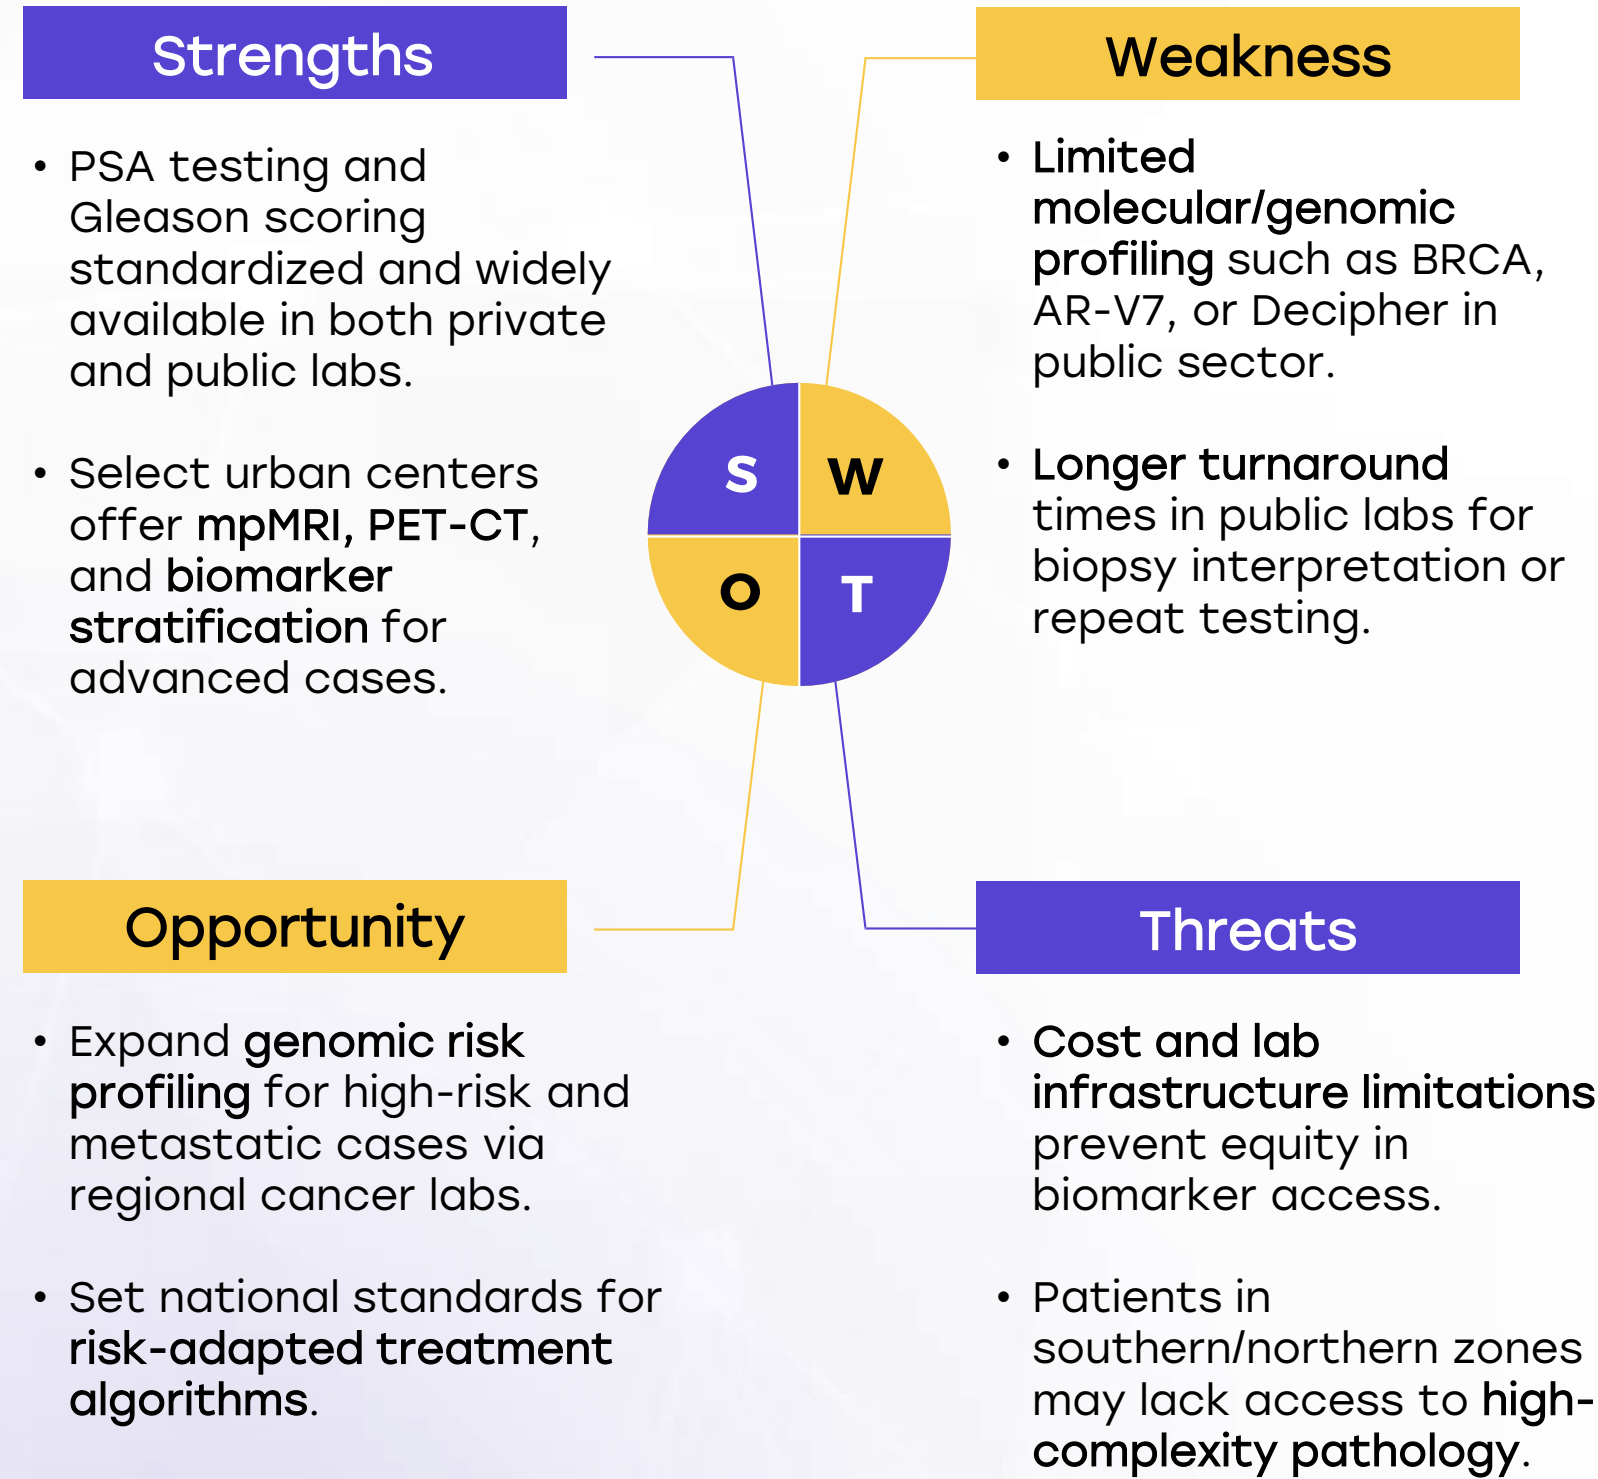 Strengths
• PSA testing and
Gleason scoring
standardized and widely
available in both private
and public labs.
• Select urban centers
offer mpMRI, PET-CT,
and biomarker
stratification for
advanced cases.
Weakness
• Limited
molecular/genomic
profiling such as BRCA,
AR-V7, or Decipher in
public sector.
• Longer turnaround
times in public labs for
biopsy interpretation or
repeat testing.
S W
O T
Opportunity
• Expand genomic risk
profiling for high-risk and
metastatic cases via
regional cancer labs.
• Set national standards for
risk-adapted treatment
algorithms.
Threats
• Cost and lab
infrastructure limitations
prevent equity in
biomarker access.
• Patients in
southern/northern zones
may lack access to high-
complexity pathology.